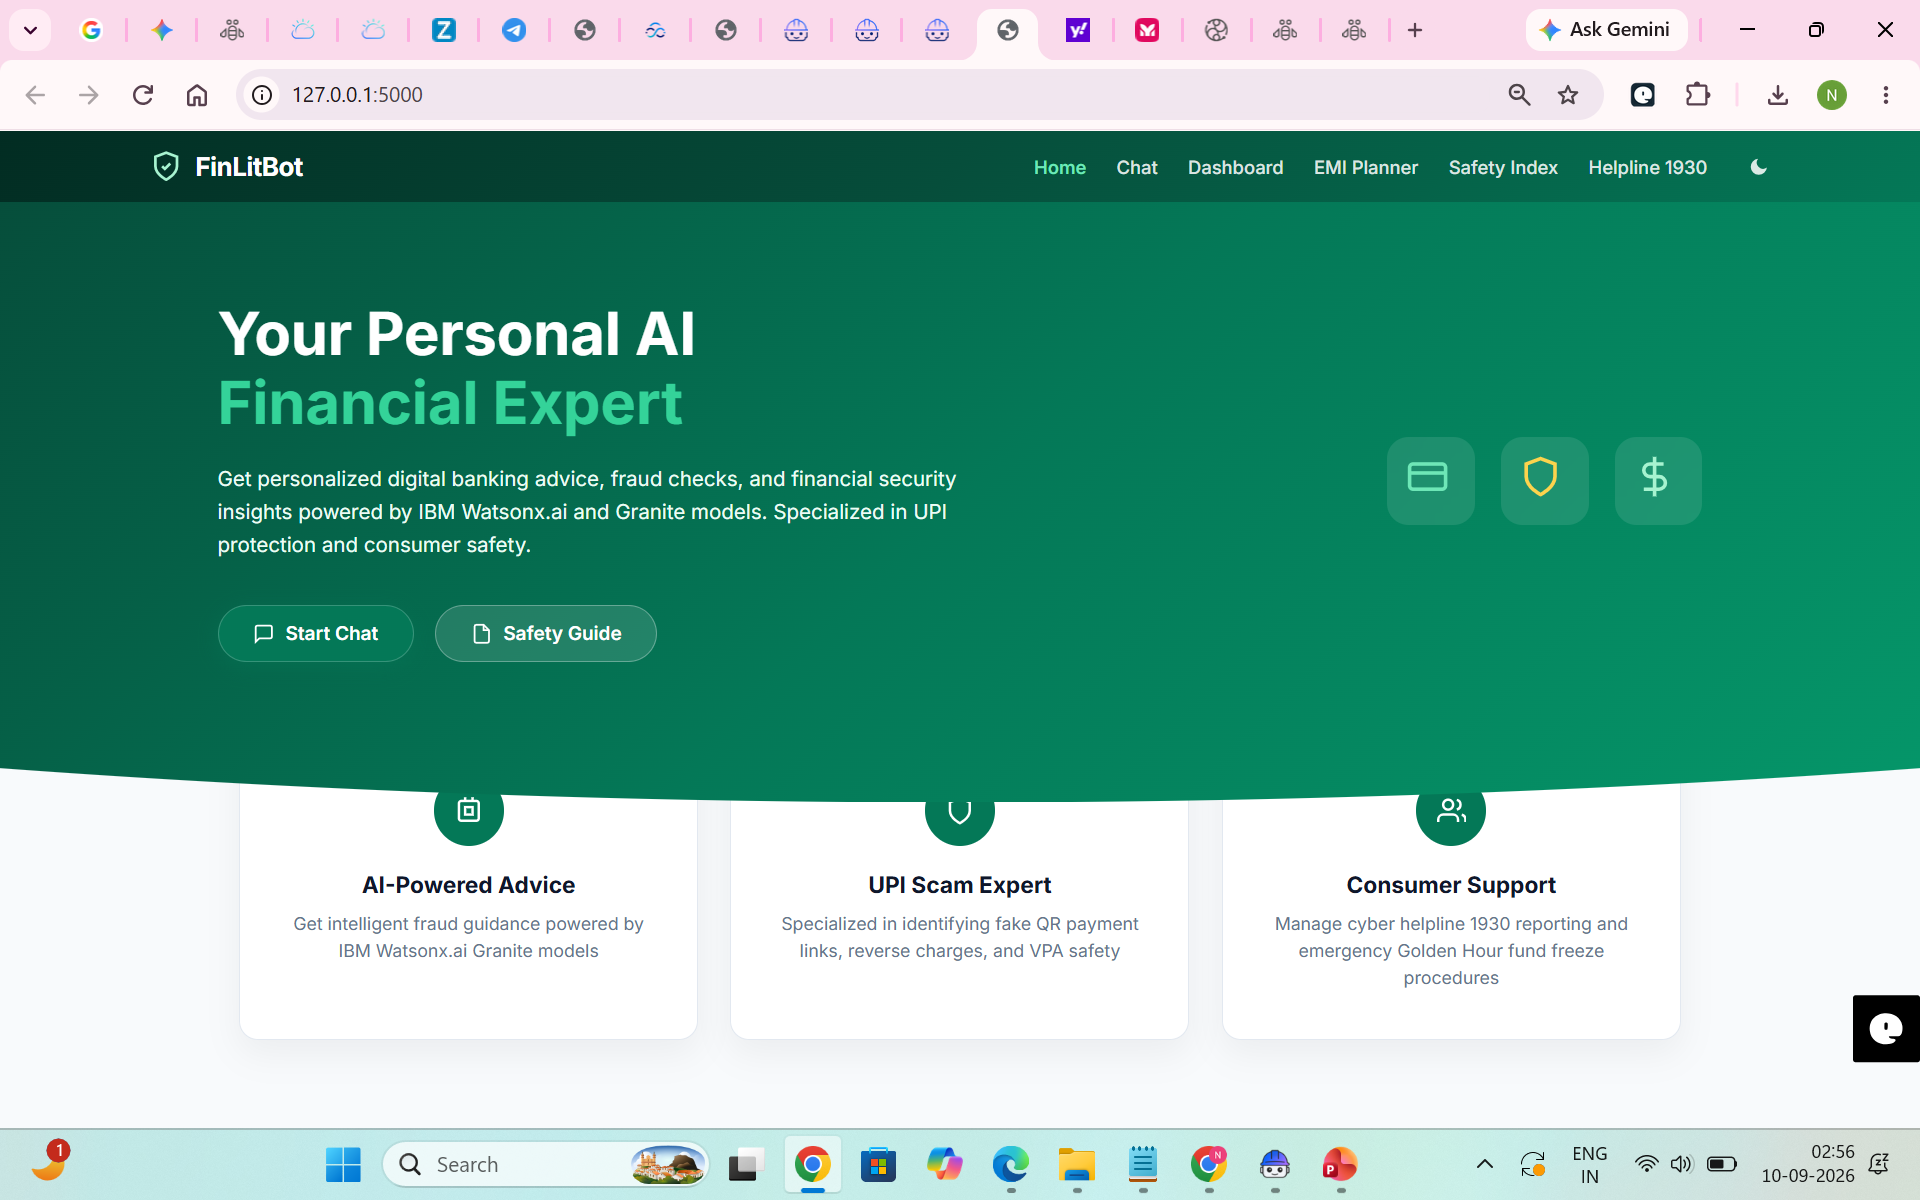 Ask Gemini
127.0.0.1:5000
N
FinLitBot
Home Chat Dashboard EMI Planner Safety Index Helpline 1930
Your Personal AI
Financial Expert
Get personalized digital banking advice, fraud checks, and financial security
insights powered by IBM Watsonx.ai and Granite models. Specialized in UPI
protection and consumer safety.
Start Chat
Safety Guide
AI-Powered Advice
Get intelligent fraud guidance powered by
IBM Watsonx.ai Granite models
UPI Scam Expert
Specialized in identifying fake QR payment
links, reverse charges, and VPA safety
Consumer Support
Manage cyber helpline 1930 reporting and
emergency Golden Hour fund freeze
procedures
1
Search
ENG
IN
02:56
10-09-2026